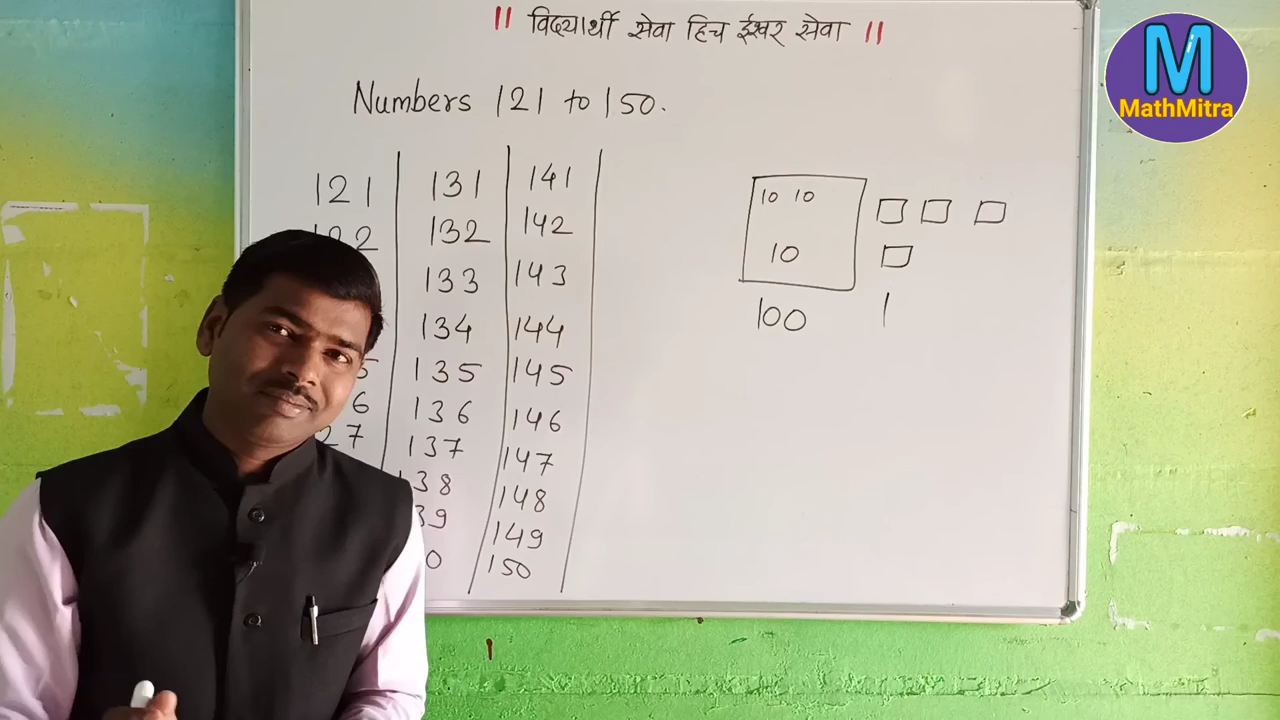 || विद्यार्थी सेवा हिच ईश्वर सेवा ||
M
MathMitra
Numbers 121 to 150.
121 131 141
132 142
133 143
134 144
135 145
136 146
137 147
138 148
149
150
10 10
10
100 1